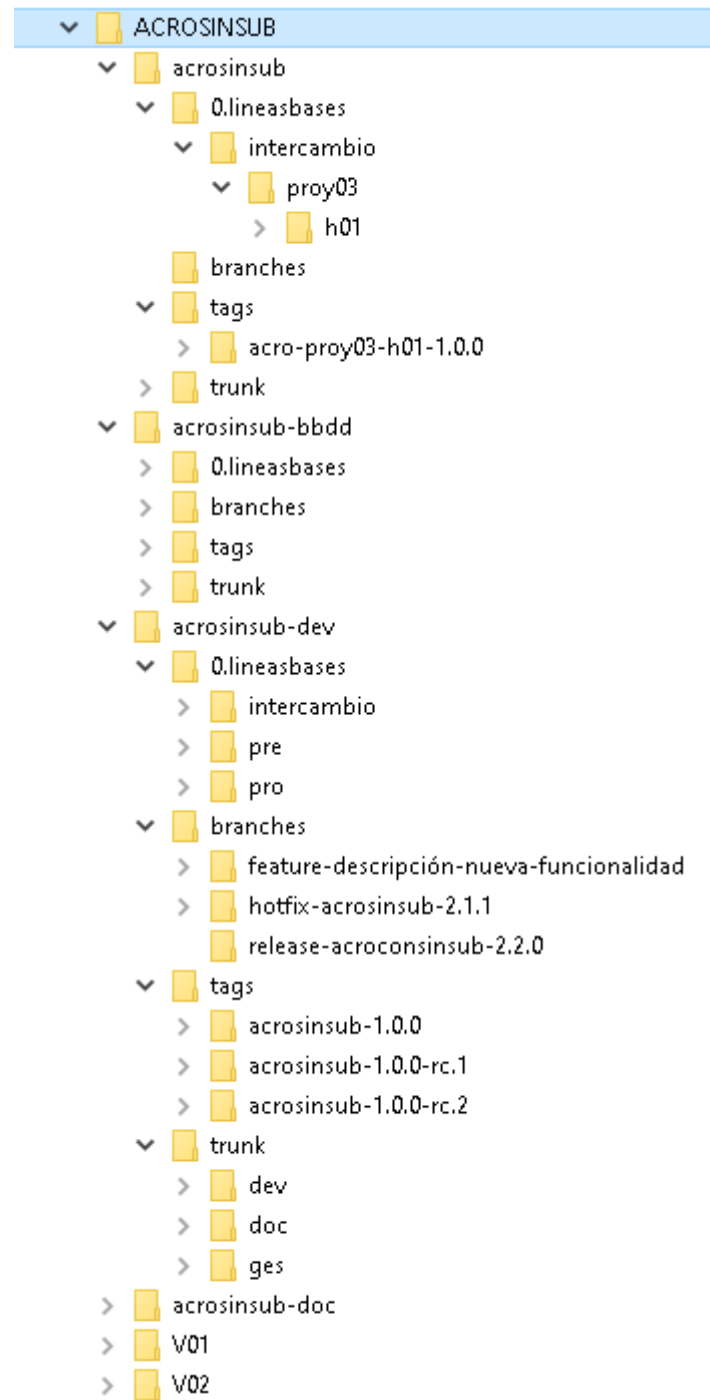 ACROSINSUB
acrosinsub
0.lineasbases
intercambio
proy03
h01
branches
tags
acro-proy03-h01-1.0.0
trunk
acrosinsub-bbdd
0.lineasbases
branches
tags
trunk
acrosinsub-dev
0.lineasbases
intercambio
pre
pro
branches
feature-descripción-nueva-funcionalidad
hotfix-acrosinsub-2.1.1
release-acroconsinsub-2.2.0
tags
acrosinsub-1.0.0
acrosinsub-1.0.0-rc.1
acrosinsub-1.0.0-rc.2
trunk
dev
doc
ges
acrosinsub-doc
V01
V02